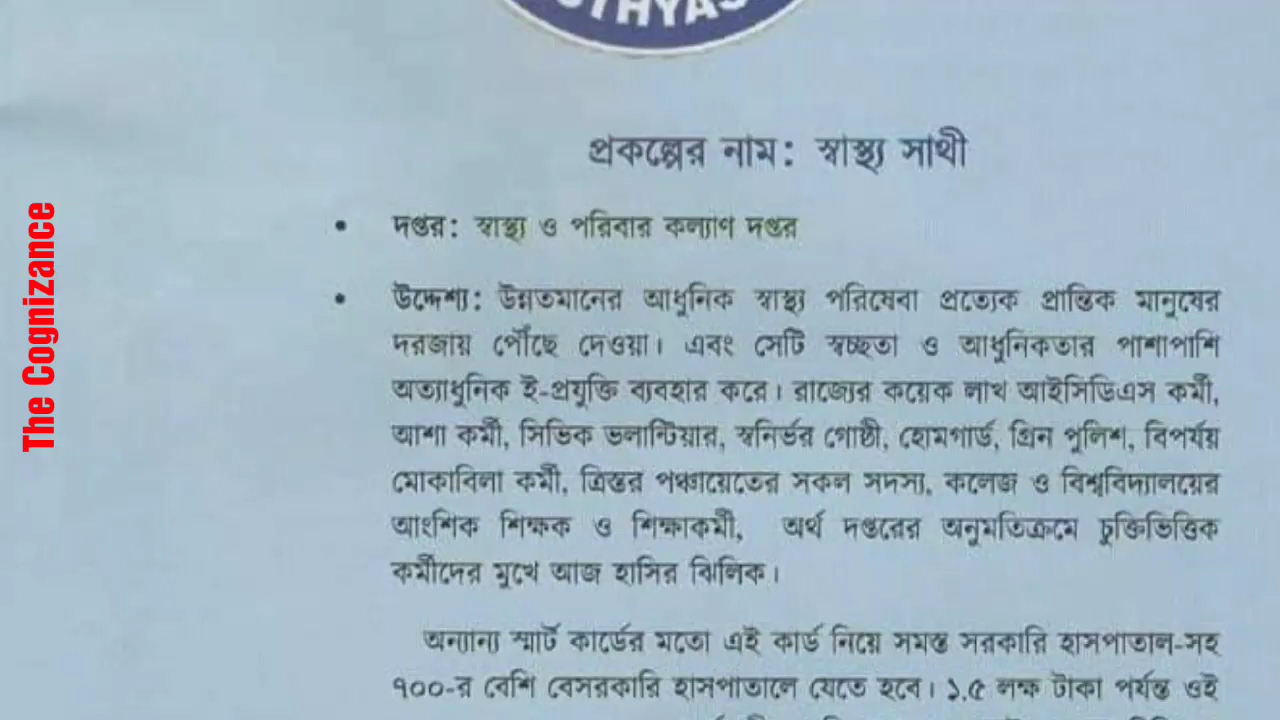 THYAS
প্রকল্পের নাম: স্বাস্থ্য সাথী
• দপ্তর: স্বাস্থ্য ও পরিবার কল্যাণ দপ্তর
• উদ্দেশ্য: উন্নতমানের আধুনিক স্বাস্থ্য পরিষেবা প্রত্যেক প্রান্তিক মানুষের
দরজায় পৌঁছে দেওয়া। এবং সেটি স্বচ্ছতা ও আধুনিকতার পাশাপাশি
অত্যাধুনিক ই-প্রযুক্তি ব্যবহার করে। রাজ্যের কয়েক লাখ আইসিডিএস কর্মী,
আশা কর্মী, সিভিক ভলান্টিয়ার, স্বনির্ভর গোষ্ঠী, হোমগার্ড, গ্রিন পুলিশ, বিপর্যয়
মোকাবিলা কর্মী, ত্রিস্তর পঞ্চায়েতের সকল সদস্য, কলেজ ও বিশ্ববিদ্যালয়ের
আংশিক শিক্ষক ও শিক্ষাকর্মী, অর্থ দপ্তরের অনুমতিক্রমে চুক্তিভিত্তিক
কর্মীদের মুখে আজ হাসির ঝিলিক।
অন্যান্য স্মার্ট কার্ডের মতো এই কার্ড নিয়ে সমস্ত সরকারি হাসপাতাল-সহ
৭০০-র বেশি বেসরকারি হাসপাতালে যেতে হবে। ১.৫ লক্ষ টাকা পর্যন্ত ওই
The Cognizance